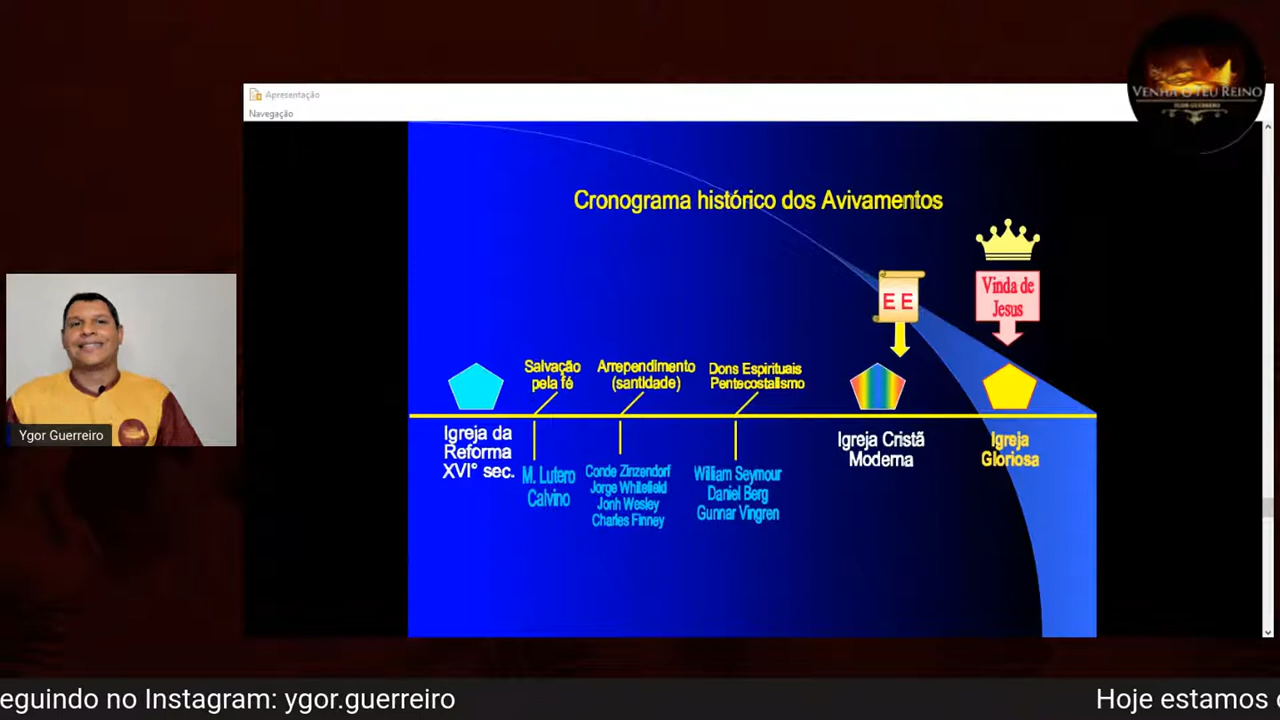 VENHA O TEU REINO
YGOR GUERREIRO
Apresentação
Navegação
Cronograma histórico dos Avivamentos
E E
Vinda de
Jesus
Salvação
pela fé
Arrependimento
(santidade)
Dons Espirituais
Pentecostalismo
Igreja da
Reforma
XVI° sec.
M. Lutero
Calvino
Conde Zinzendorf
Jorge Whitefield
Jonh Wesley
Charles Finney
William Seymour
Daniel Berg
Gunnar Vingren
Igreja Cristã
Moderna
Igreja
Gloriosa
Ygor Guerreiro
eguindo no Instagram: ygor.guerreiro
Hoje estamos